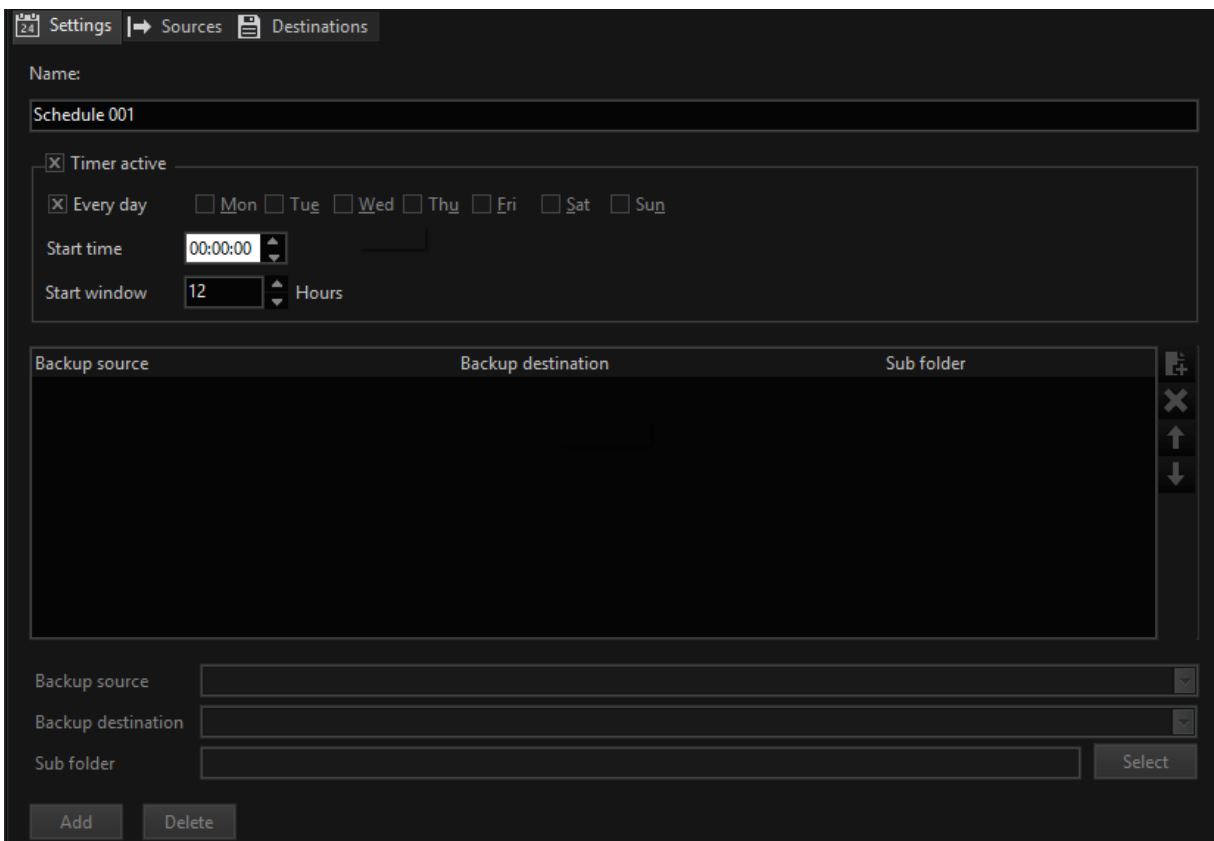 24 Settings Sources Destinations
Name:
Schedule 001
Timer active
Every day Mon Tue Wed Thu Fri Sat Sun
Start time 00:00:00
Start window 12 Hours
Backup source Backup destination Sub folder
Backup source
Backup destination
Sub folder Select
Add Delete